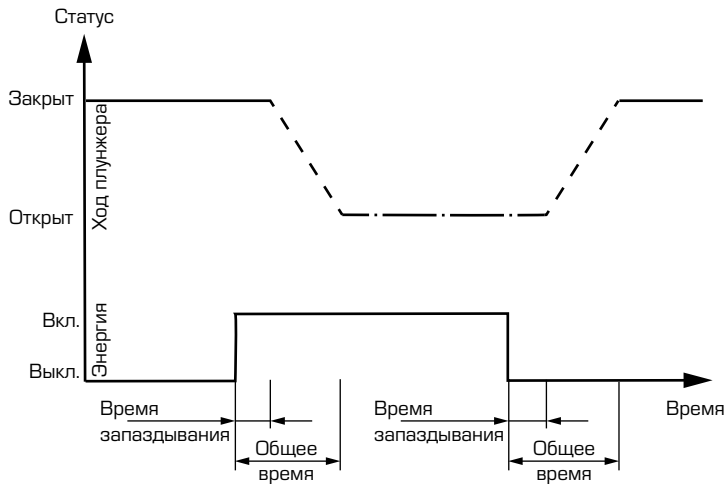 Статус
Закрыт
Ход плунжера
Открыт
Вкл.
Энергия
Выкл.
Время
запаздывания
Общее
время
Время
запаздывания
Общее
время
Время